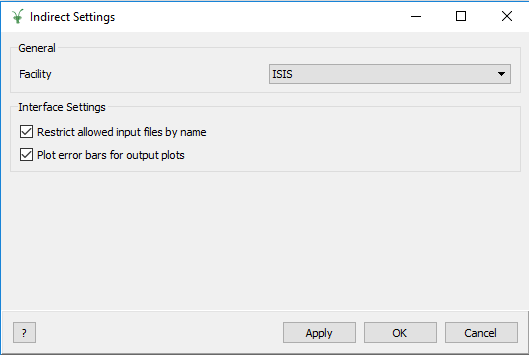 Indirect Settings
General
Facility
ISIS
Interface Settings
Restrict allowed input files by name
Plot error bars for output plots
?
Apply
OK
Cancel